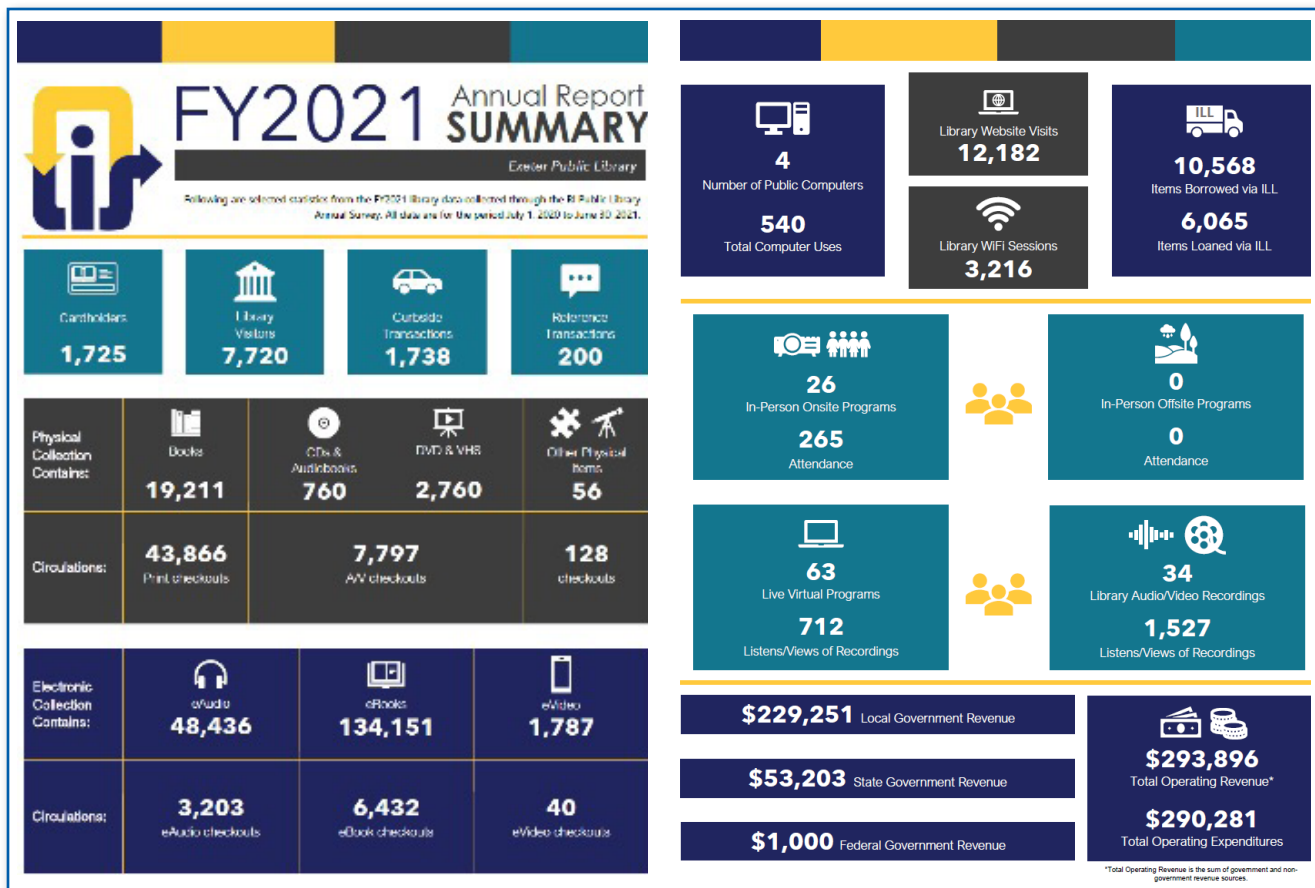 FY2021
Annual Report
SUMMARY
Exeter Public Library
Following are selected statistics from the FY2021 library data collected through the RI Public Library
Annual Survey. All data are for the period July 1, 2020 to June 30, 2021.
Cardholders
1,725
Library
Visitors
7,720
Curbside
Transactions
1,738
Reference
Transactions
200
Physical
Collection
Contains:
Books
19,211
CDs &
Audiobooks
760
DVD & VHS
2,760
Other Physical
Items
56
Circulations:
43,866
Print checkouts
7,797
A/V checkouts
128
checkouts
Electronic
Collection
Contains:
eAudio
48,436
eBooks
134,151
eVideo
1,787
Circulations:
3,203
eAudio checkouts
6,432
eBook checkouts
40
eVideo checkouts
4
Number of Public Computers
540
Total Computer Uses
Library Website Visits
12,182
Library WiFi Sessions
3,216
ILL
10,568
Items Borrowed via ILL
6,065
Items Loaned via ILL
26
In-Person Onsite Programs
265
Attendance
0
In-Person Offsite Programs
0
Attendance
63
Live Virtual Programs
712
Listens/Views of Recordings
34
Library Audio/Video Recordings
1,527
Listens/Views of Recordings
$229,251 Local Government Revenue
$53,203 State Government Revenue
$1,000 Federal Government Revenue
$293,896
Total Operating Revenue*
$290,281
Total Operating Expenditures
*Total Operating Revenue is the sum of government and non-
government revenue sources.